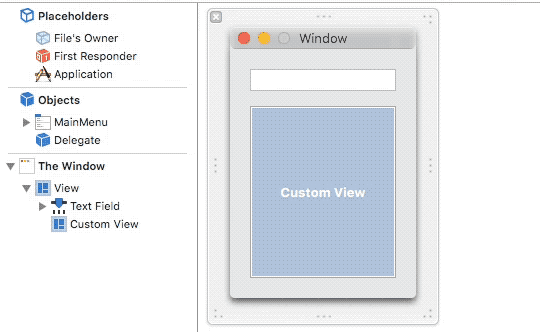 Placeholders
File's Owner
First Responder
Application
Objects
MainMenu
Delegate
The Window
View
Text Field
Custom View
Window
Custom View